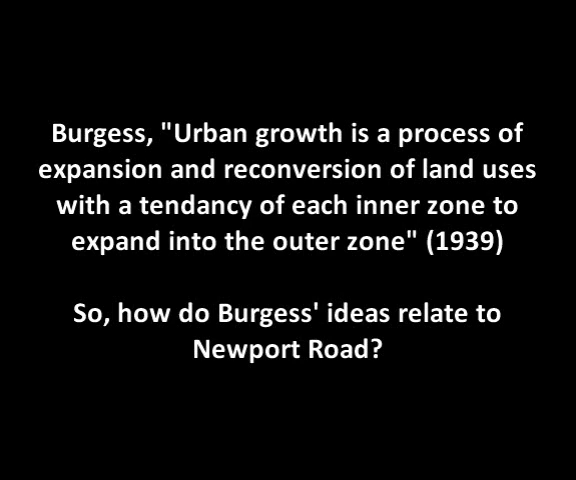 Burgess, "Urban growth is a process of
expansion and reconversion of land uses
with a tendancy of each inner zone to
expand into the outer zone" (1939)
So, how do Burgess' ideas relate to
Newport Road?